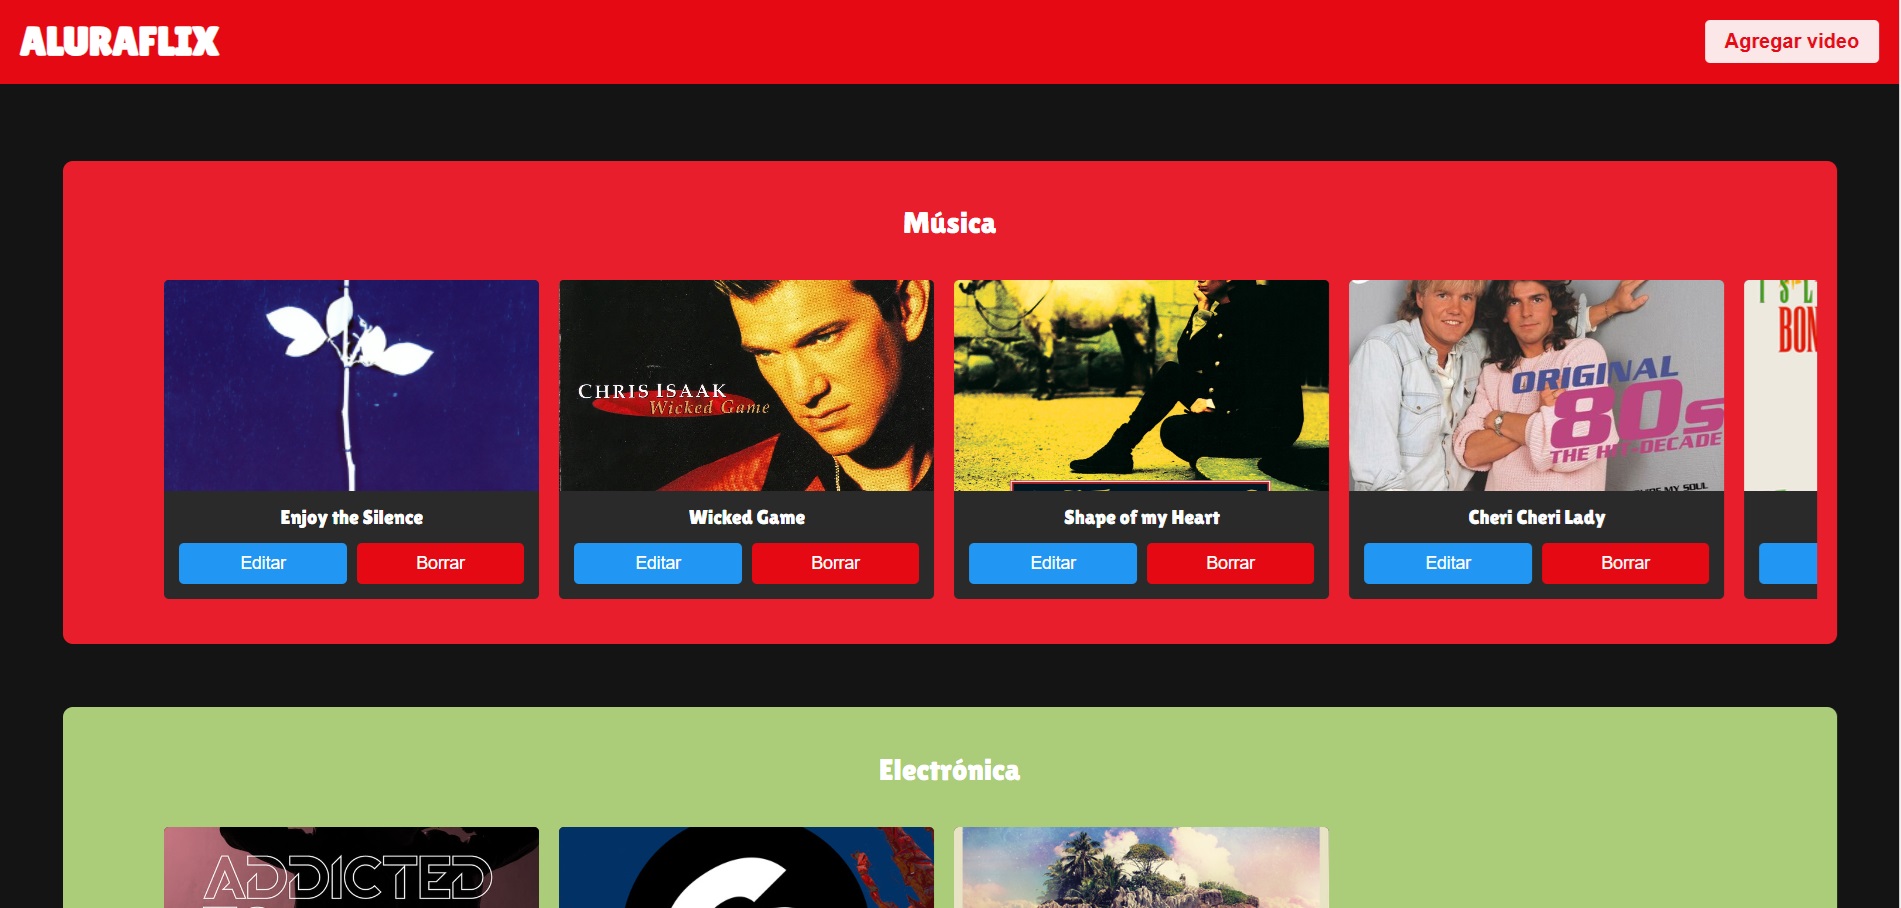 ALURAFLIX
Agregar video
Música
CHRIS ISAAK
Wicked Game
ORIGINAL
80s
THE HIT-DECADE
BON
Enjoy the Silence
Wicked Game
Shape of my Heart
Cheri Cheri Lady
Editar
Borrar
Editar
Borrar
Editar
Borrar
Editar
Borrar
Electrónica
ADDICTED